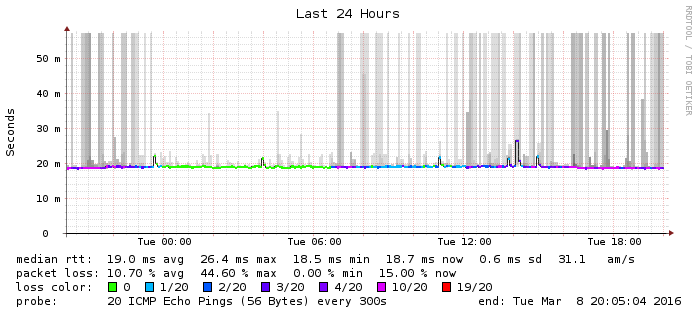 Last 24 Hours
RRDTOOL / TOBI OETIKER
Seconds
50 m
40 m
30 m
20 m
10 m
0
Tue 00:00 Tue 06:00 Tue 12:00 Tue 18:00
median rtt: 19.0 ms avg 26.4 ms max 18.5 ms min 18.7 ms now 0.6 ms sd 31.1 am/s
packet loss: 10.70 % avg 44.60 % max 0.00 % min 15.00 % now
loss color: 0 1/20 2/20 3/20 4/20 10/20 19/20
probe: 20 ICMP Echo Pings (56 Bytes) every 300s end: Tue Mar 8 20:05:04 2016